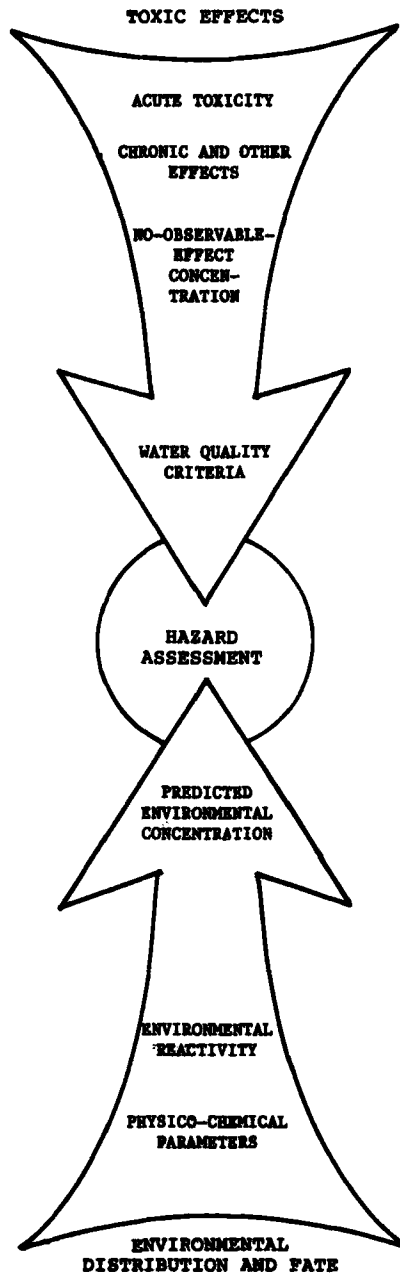 TOXIC EFFECTS
ACUTE TOXICITY
CHRONIC AND OTHER
EFFECTS
NO-OBSERVABLE-
EFFECT
CONCEN-
TRATION
WATER QUALITY
CRITERIA
HAZARD
ASSESSMENT
PREDICTED
ENVIRONMENTAL
CONCENTRATION
ENVIRONMENTAL
REACTIVITY
PHYSICO-CHEMICAL
PARAMETERS
ENVIRONMENTAL
DISTRIBUTION AND FATE